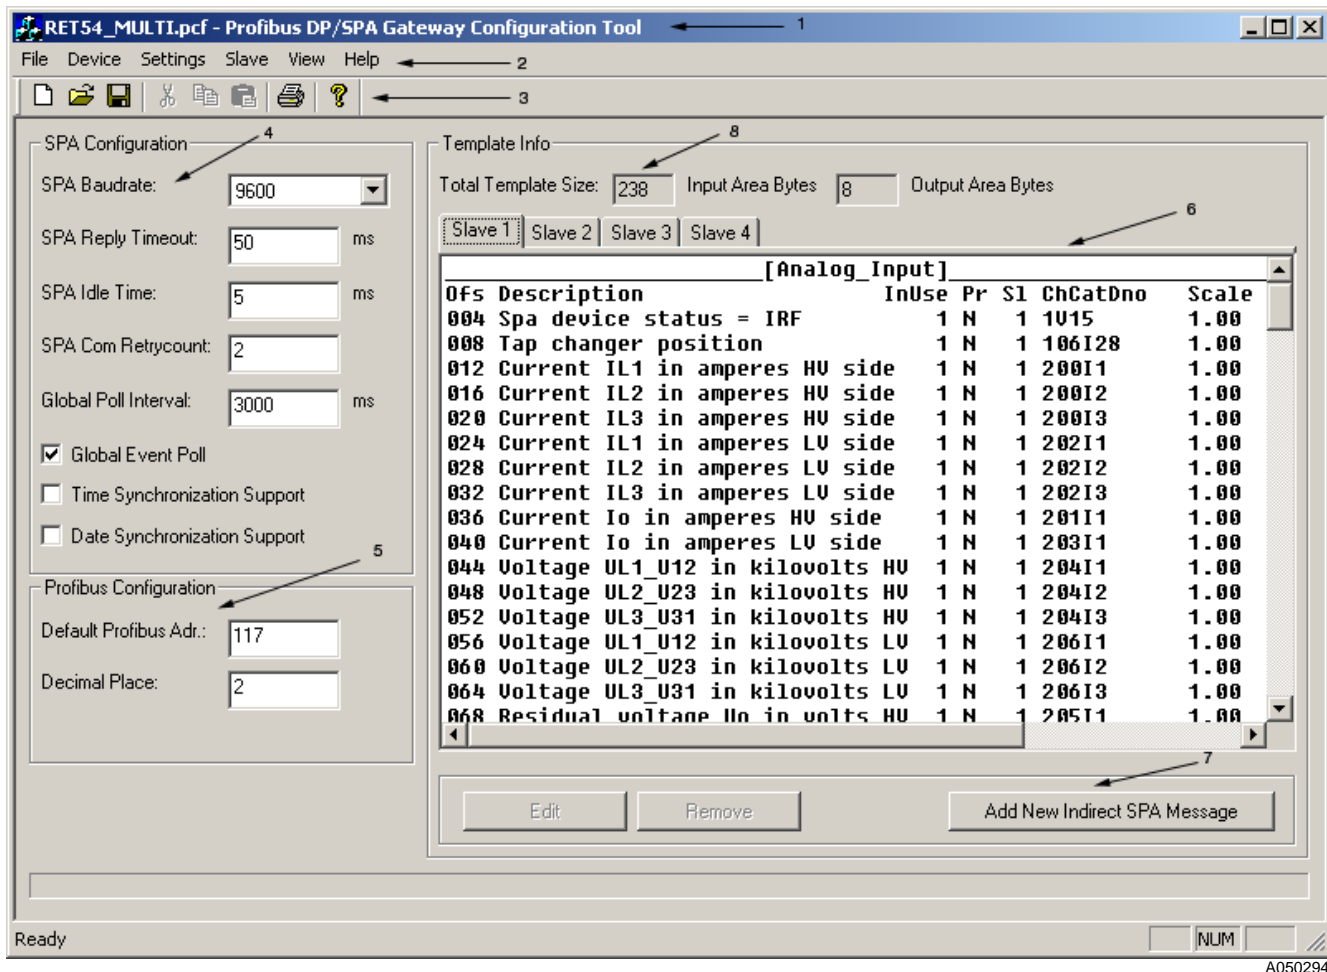 RET54_MULTI.pcf - Profibus DP/SPA Gateway Configuration Tool 1
File Device Settings Slave View Help 2
3
SPA Configuration 4
SPA Baudrate: 9600
SPA Reply Timeout: 50 ms
SPA Idle Time: 5 ms
SPA Com Retrycount: 2
Global Poll Interval: 3000 ms
Global Event Poll
Time Synchronization Support
Date Synchronization Support
5
Profibus Configuration
Default Profibus Adr.: 117
Decimal Place: 2
Template Info 8
Total Template Size: 238 Input Area Bytes 8 Output Area Bytes
6
Slave 1 Slave 2 Slave 3 Slave 4
[Analog_Input]
Ofs Description InUse Pr Sl ChCatDno Scale
004 Spa device status = IRF 1 N 1 1V15 1.00
008 Tap changer position 1 N 1 106I28 1.00
012 Current IL1 in amperes HV side 1 N 1 200I1 1.00
016 Current IL2 in amperes HV side 1 N 1 200I2 1.00
020 Current IL3 in amperes HV side 1 N 1 200I3 1.00
024 Current IL1 in amperes LV side 1 N 1 202I1 1.00
028 Current IL2 in amperes LV side 1 N 1 202I2 1.00
032 Current IL3 in amperes LV side 1 N 1 202I3 1.00
036 Current Io in amperes HV side 1 N 1 201I1 1.00
040 Current Io in amperes LV side 1 N 1 203I1 1.00
044 Voltage UL1_U12 in kilovolts HV 1 N 1 204I1 1.00
048 Voltage UL2_U23 in kilovolts HV 1 N 1 204I2 1.00
052 Voltage UL3_U31 in kilovolts HV 1 N 1 204I3 1.00
056 Voltage UL1_U12 in kilovolts LV 1 N 1 206I1 1.00
060 Voltage UL2_U23 in kilovolts LV 1 N 1 206I2 1.00
064 Voltage UL3_U31 in kilovolts LV 1 N 1 206I3 1.00
068 Residual voltage Uo in volts HV 1 N 1 205I1 1.00
7
Edit Remove Add New Indirect SPA Message
Ready NUM
A050294